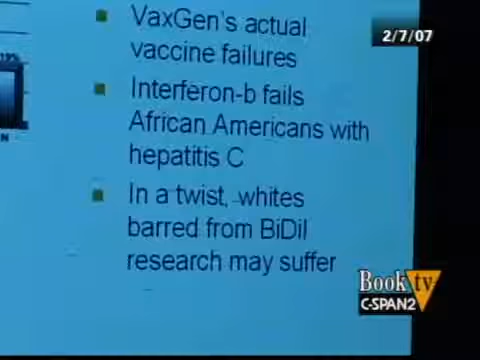 2/7/07
19%
N
VaxGen's actual
vaccine failures
Interferon-b fails
African Americans with
hepatitis C
In a twist, whites
barred from BiDil
research may suffer
Book tv
C-SPAN2